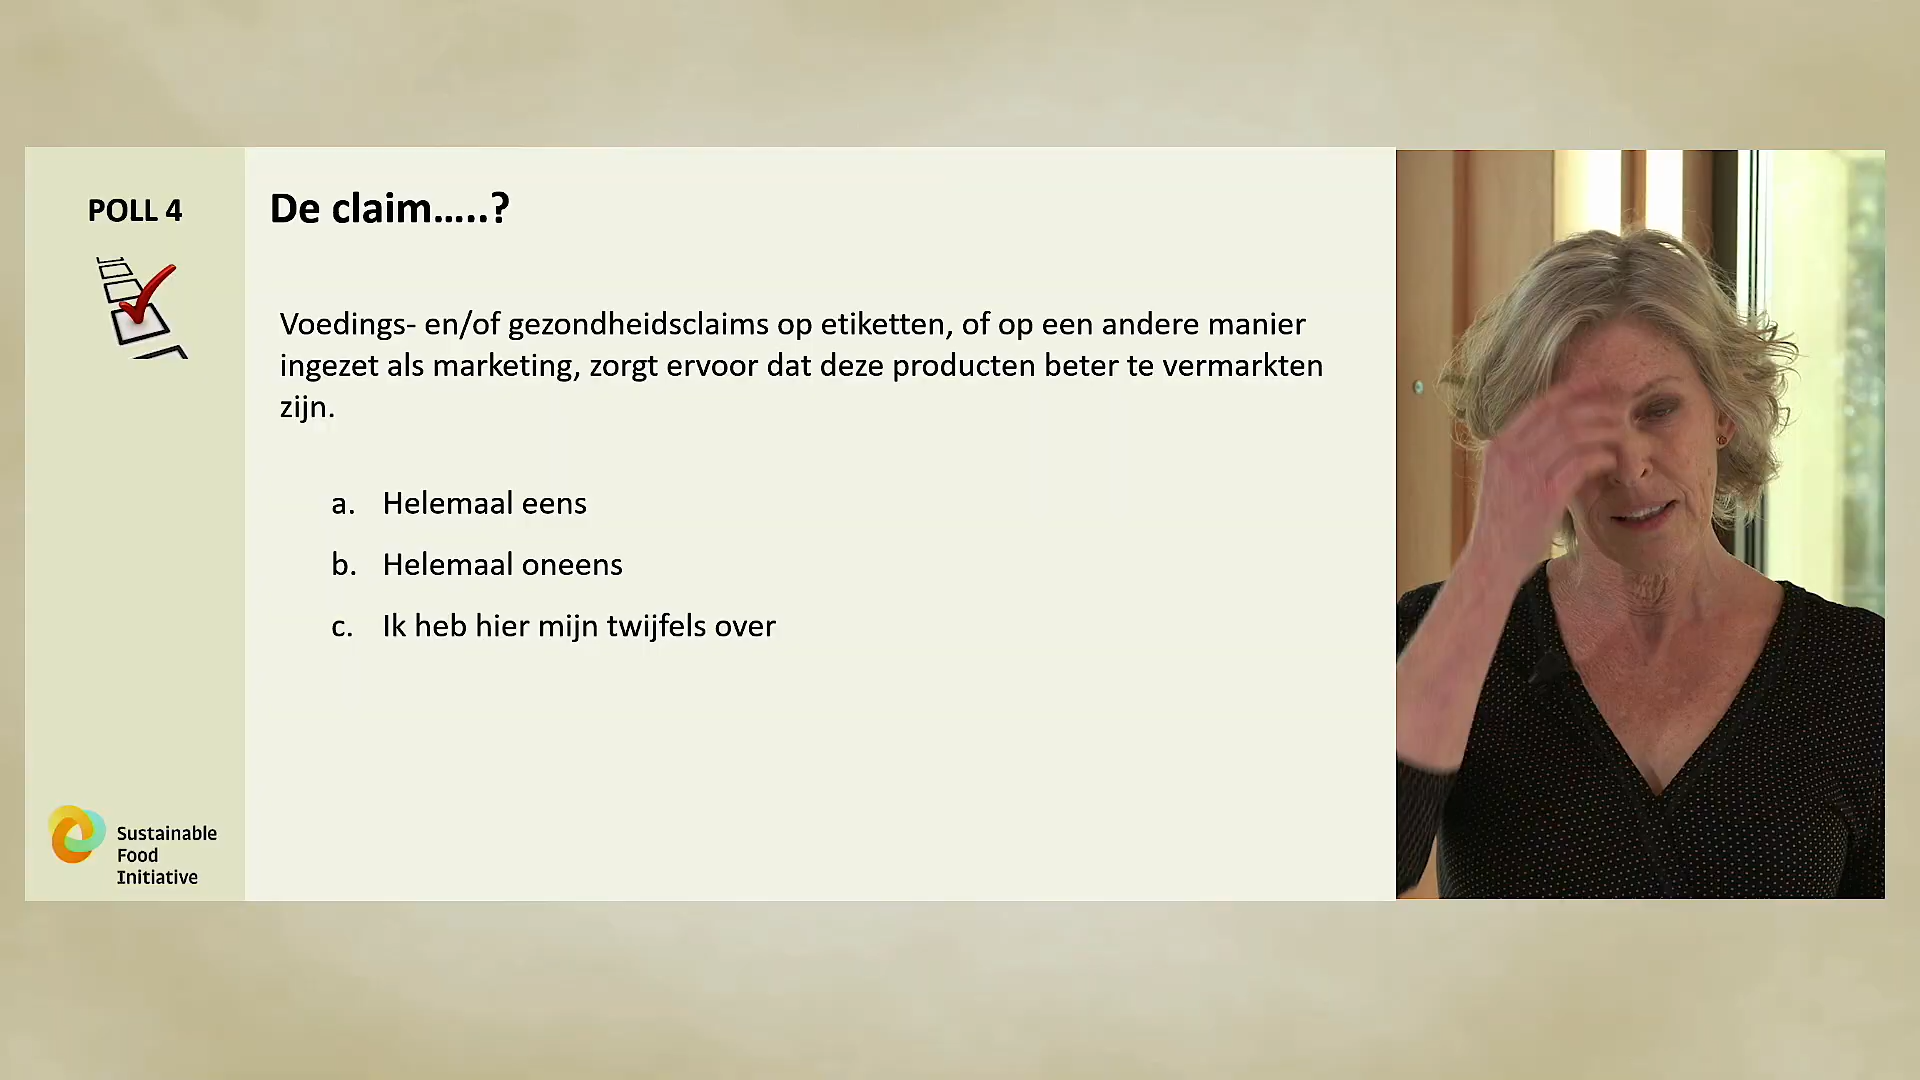 POLL 4
De claim.....?
Voedings- en/of gezondheidsclaims op etiketten, of op een andere manier
ingezet als marketing, zorgt ervoor dat deze producten beter te vermarkten
zijn.
a. Helemaal eens
b. Helemaal oneens
c. Ik heb hier mijn twijfels over
Sustainable
Food
Initiative